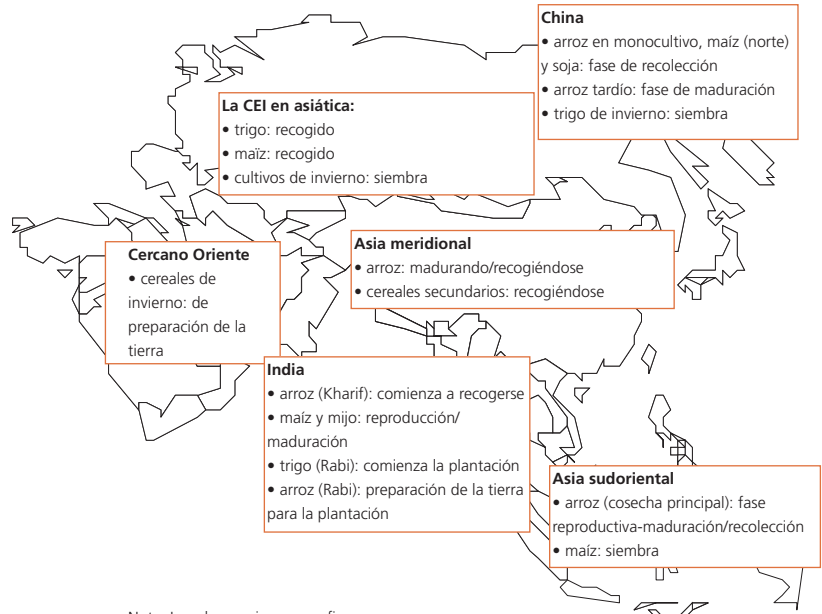 China
• arroz en monocultivo, maíz (norte)
y soja: fase de recolección
• arroz tardío: fase de maduración
• trigo de invierno: siembra
La CEI en asiática:
• trigo: recogido
• maïz: recogido
• cultivos de invierno: siembra
Cercano Oriente
• cereales de
invierno: de
preparación de la
tierra
Asia meridional
• arroz: madurando/recogiéndose
• cereales secundarios: recogiéndose
India
• arroz (Kharif): comienza a recogerse
• maíz y mijo: reproducción/
maduración
• trigo (Rabi): comienza la plantación
• arroz (Rabi): preparación de la tierra
para la plantación
Asia sudoriental
• arroz (cosecha principal): fase
reproductiva-maduración/recolección
• maíz: siembra